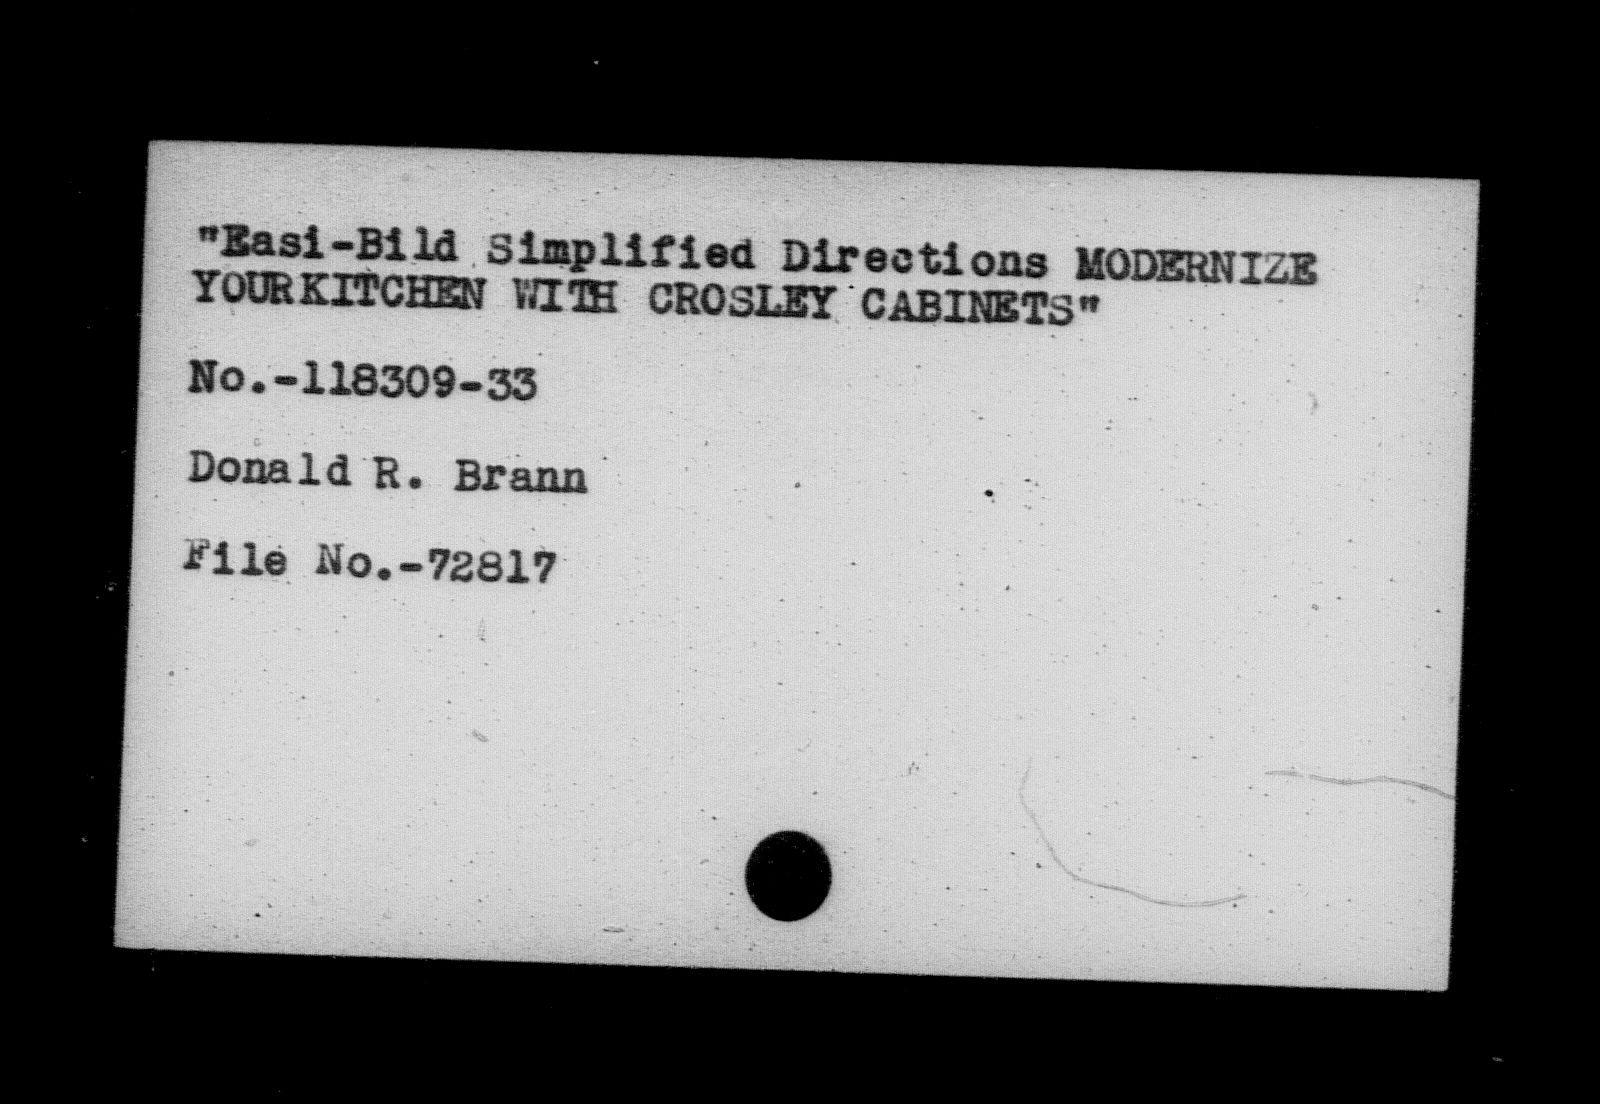 "Easi-Bild Simplified Directions MODERNIZE
YOURKITCHEN WITH CROSLEY CABINETS"
No.-118309-33
Donald R. Brann
File No.-72817